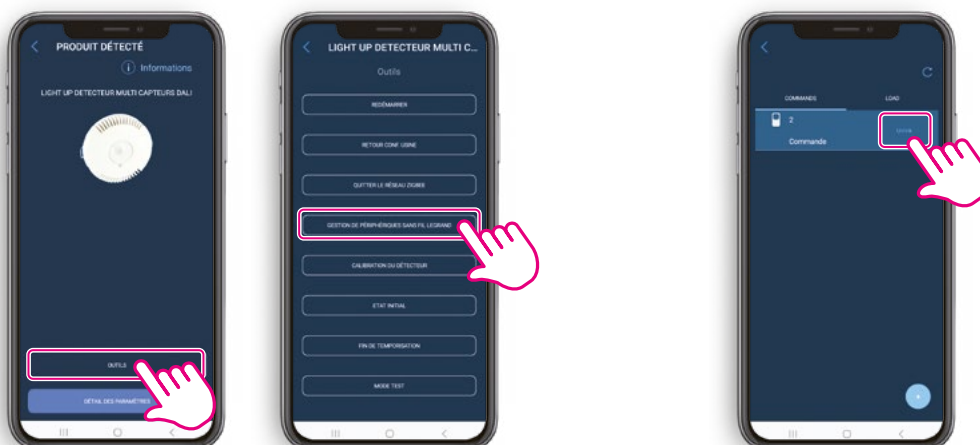 PRODUIT DÉTECTÉ
Informations
LIGHT UP DETECTEUR MULTI CAPTEURS DALI
OUTILS
DÉTAIL DES PARAMÈTRES
LIGHT UP DETECTEUR MULTI C...
Outils
REDÉMARRER
RETOUR CONF USINE
QUITTER LE RÉSEAU ZIGBEE
GESTION DE PÉRIPHÉRIQUES SANS FIL LEGRAND
CALIBRATION DU DÉTECTEUR
ETAT INITIAL
FIN DE TEMPORISATION
MODE TEST
COMMANDE LOAD
2
Commande